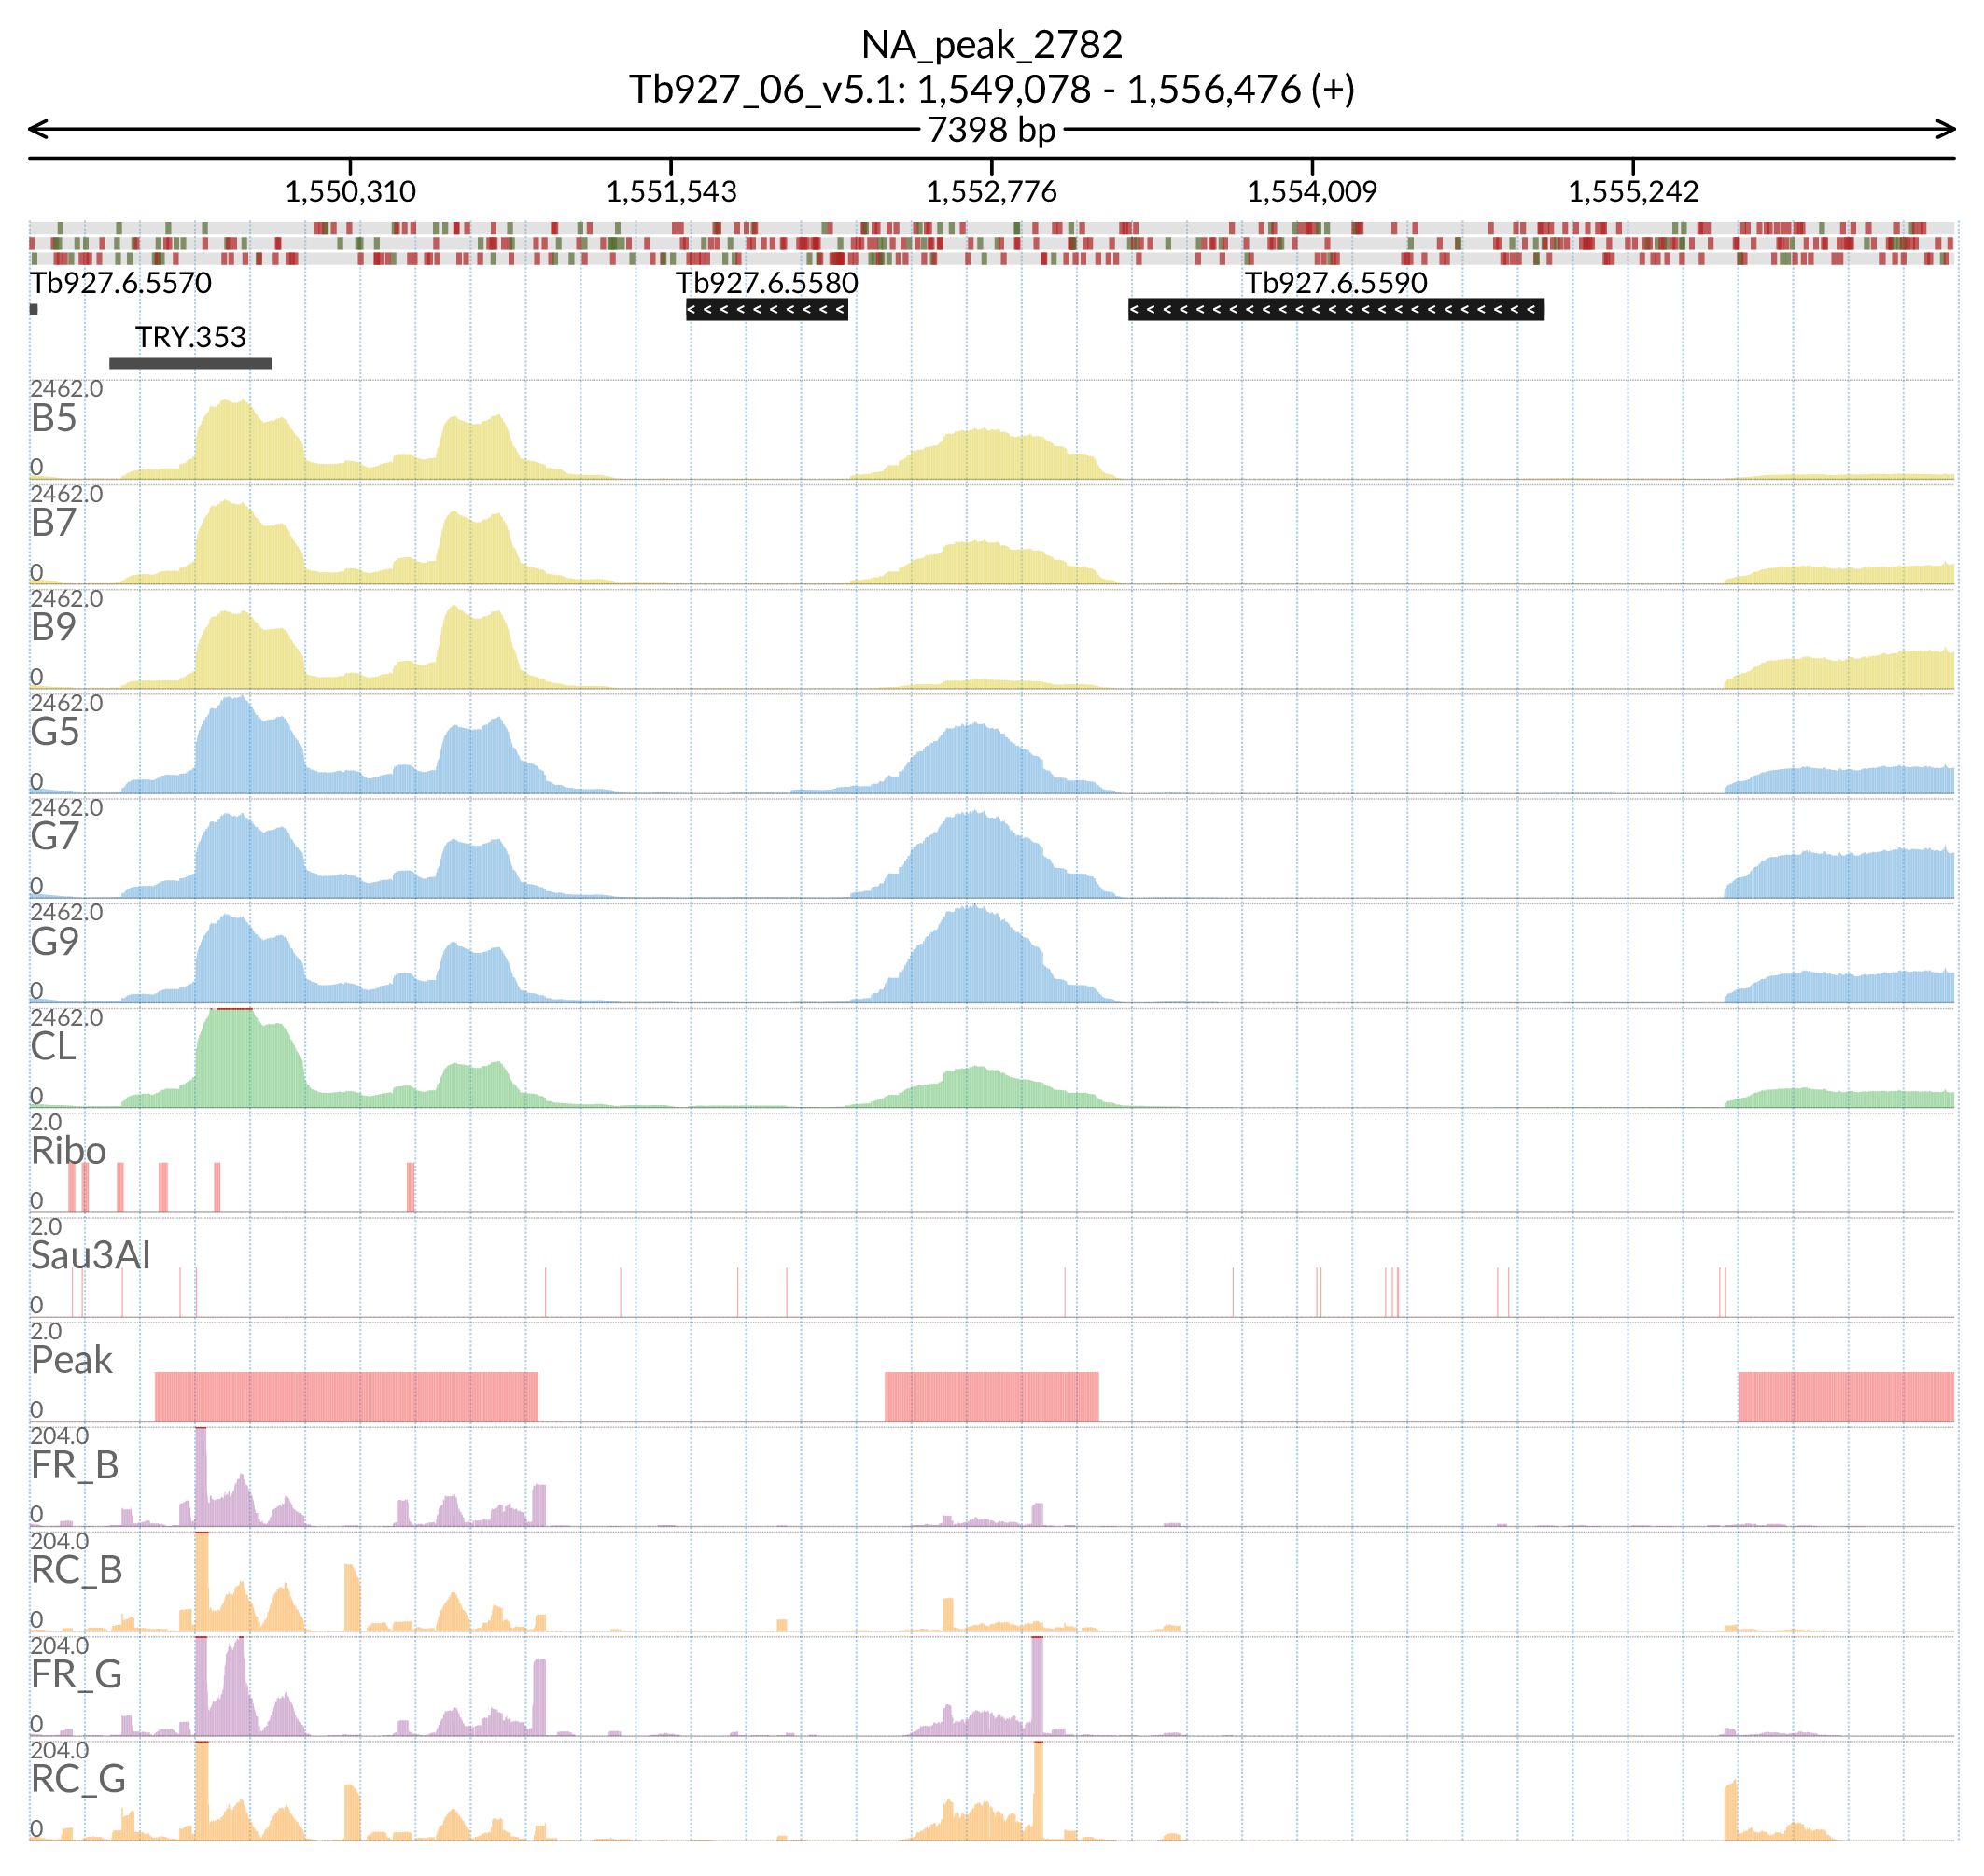 NA_peak_2782
Tb927_06_v5.1: 1,549,078 - 1,556,476 (+)
7398 bp
1,550,310 1,551,543 1,552,776 1,554,009 1,555,242
Tb927.6.5570 Tb927.6.5580 Tb927.6.5590
TRY.353
2462.0
B5
0
2462.0
B7
0
2462.0
B9
0
2462.0
G5
0
2462.0
G7
0
2462.0
G9
0
2462.0
CL
0
2.0
Ribo
0
2.0
Sau3AI
0
2.0
Peak
0
204.0
FR_B
0
204.0
RC_B
0
204.0
FR_G
0
204.0
RC_G
0